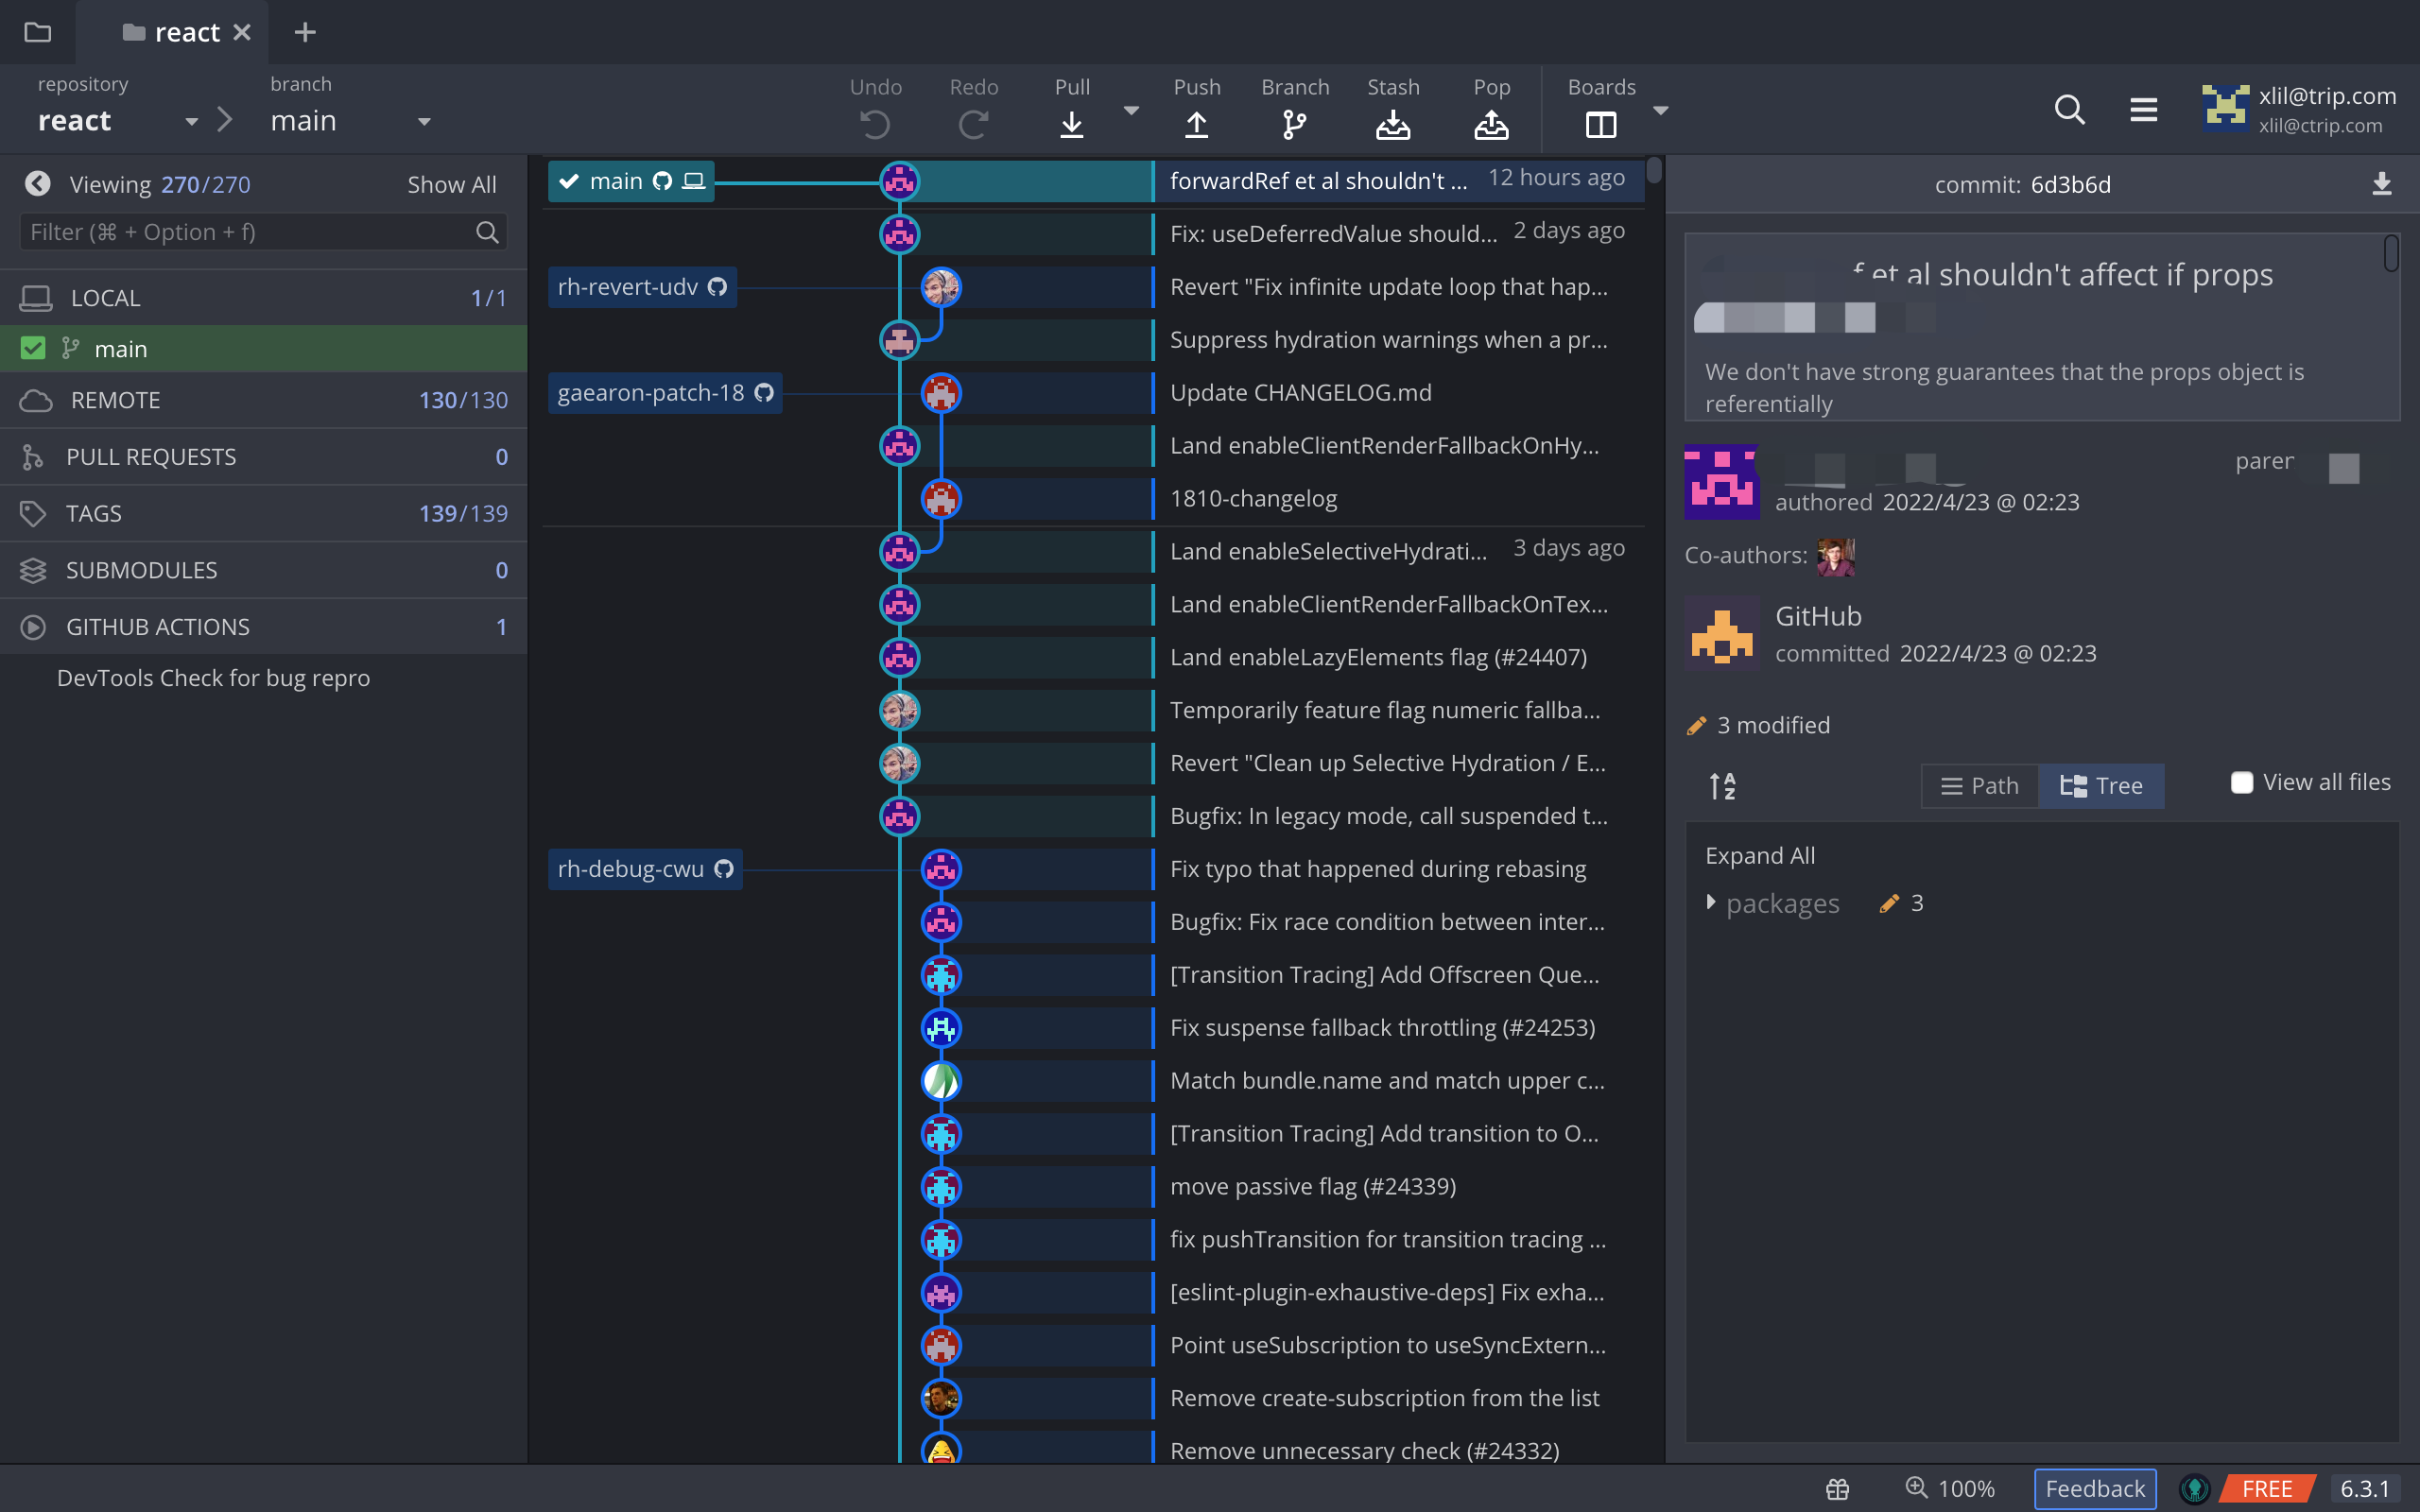 react
repository
react
branch
main
Undo
Redo
Pull
Push
Branch
Stash
Pop
Boards
xlil@trip.com
xlil@ctrip.com
Viewing 270/270
Show All
Filter (⌘ + Option + f)
LOCAL 1/1
main
REMOTE 130/130
PULL REQUESTS 0
TAGS 139/139
SUBMODULES 0
GITHUB ACTIONS 1
DevTools Check for bug repro
main
forwardRef et al shouldn't ... 12 hours ago
Fix: useDeferredValue should... 2 days ago
rh-revert-udv
Revert "Fix infinite update loop that hap...
Suppress hydration warnings when a pr...
gaearon-patch-18
Update CHANGELOG.md
Land enableClientRenderFallbackOnHy...
1810-changelog
Land enableSelectiveHydrati... 3 days ago
Land enableClientRenderFallbackOnTex...
Land enableLazyElements flag (#24407)
Temporarily feature flag numeric fallba...
Revert "Clean up Selective Hydration / E...
Bugfix: In legacy mode, call suspended t...
rh-debug-cwu
Fix typo that happened during rebasing
Bugfix: Fix race condition between inter...
[Transition Tracing] Add Offscreen Que...
Fix suspense fallback throttling (#24253)
Match bundle.name and match upper c...
[Transition Tracing] Add transition to O...
move passive flag (#24339)
fix pushTransition for transition tracing ...
[eslint-plugin-exhaustive-deps] Fix exha...
Point useSubscription to useSyncExtern...
Remove create-subscription from the list
Remove unnecessary check (#24332)
commit: 6d3b6d
et al shouldn't affect if props
We don't have strong guarantees that the props object is
referentially
authored 2022/4/23 @ 02:23
Co-authors:
GitHub
committed 2022/4/23 @ 02:23
3 modified
Path
Tree
View all files
Expand All
packages 3
100%
Feedback
FREE
6.3.1